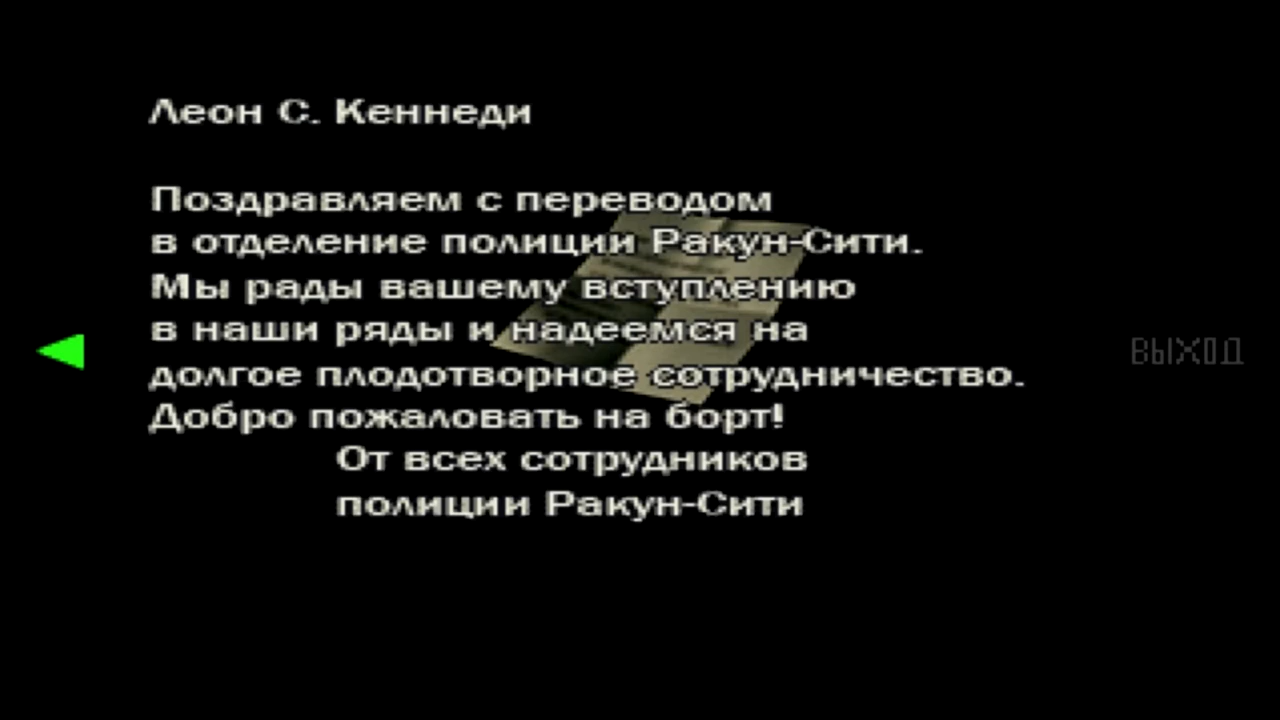 Леон С. Кеннеди
Поздравляем с переводом
в отделение полиции Ракун-Сити.
Мы рады вашему вступлению
в наши ряды и надеемся на
долгое плодотворное сотрудничество.
Добро пожаловать на борт!
От всех сотрудников
полиции Ракун-Сити
ВЫХОД